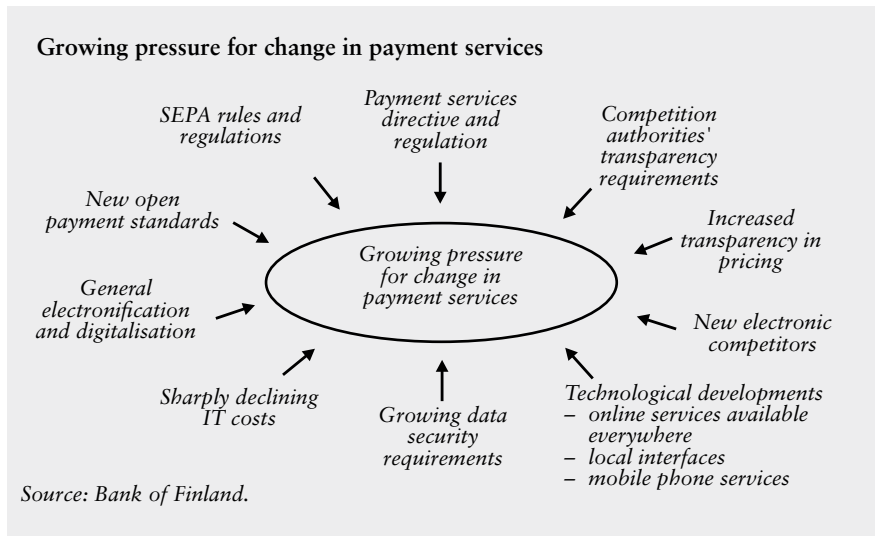 Growing pressure for change in payment services
SEPA rules and
regulations
Payment services
directive and
regulation
Competition
authorities'
transparency
requirements
New open
payment standards
Increased
transparency in
pricing
Growing pressure
for change in
payment services
General
electronification
and digitalisation
New electronic
competitors
Sharply declining
IT costs
Growing data
security
requirements
Technological developments
– online services available
everywhere
– local interfaces
– mobile phone services
Source: Bank of Finland.